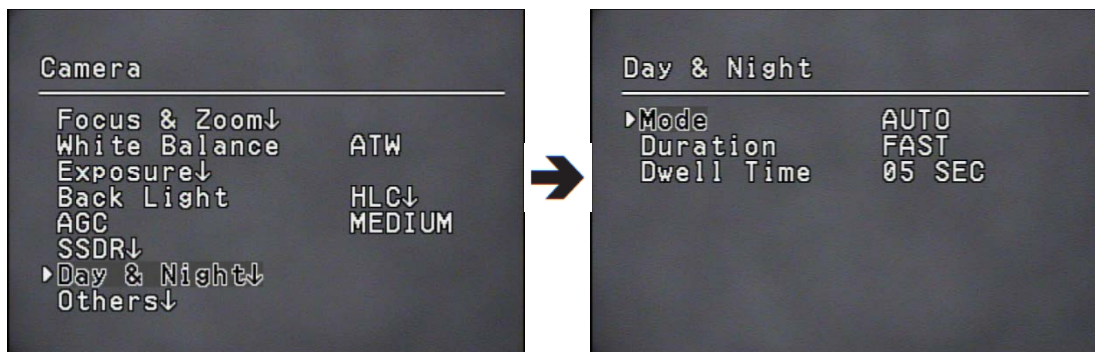 Camera
Focus & Zoom↓
White Balance ATW
Exposure↓
Back Light HLC↓
AGC MEDIUM
SSDR↓
Day & Night↓
Others↓
Day & Night
Mode AUTO
Duration FAST
Dwell Time 05 SEC